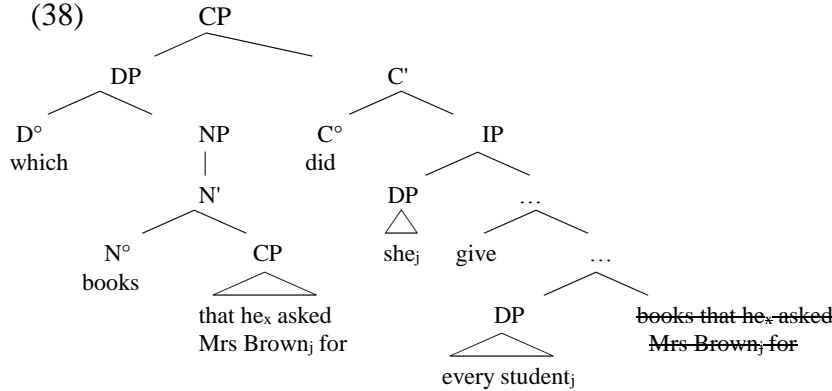 (38)
CP
DP C'
D° NP C° IP
which did
N' DP …
N° CP she_j give …
books
that he_x asked DP books that he_x asked
Mrs Brown_j for Mrs Brown_j for
every student_j